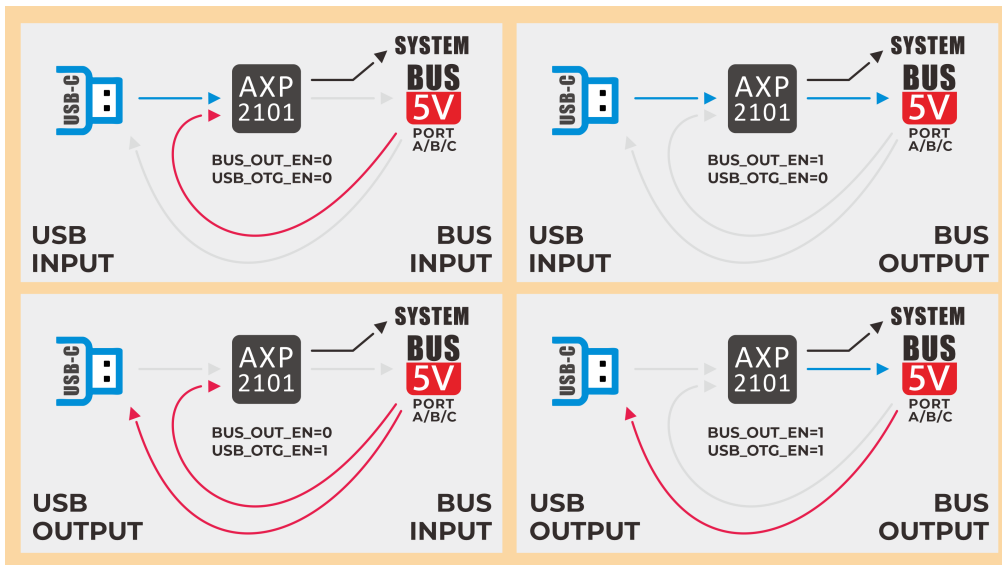 USB-C
AXP
2101
SYSTEM
BUS
5V
PORT
A/B/C
BUS_OUT_EN=0
USB_OTG_EN=0
USB
INPUT
BUS
INPUT
USB-C
AXP
2101
SYSTEM
BUS
5V
PORT
A/B/C
BUS_OUT_EN=1
USB_OTG_EN=0
USB
INPUT
BUS
OUTPUT
USB-C
AXP
2101
SYSTEM
BUS
5V
PORT
A/B/C
BUS_OUT_EN=0
USB_OTG_EN=1
USB
OUTPUT
BUS
INPUT
USB-C
AXP
2101
SYSTEM
BUS
5V
PORT
A/B/C
BUS_OUT_EN=1
USB_OTG_EN=1
USB
OUTPUT
BUS
OUTPUT